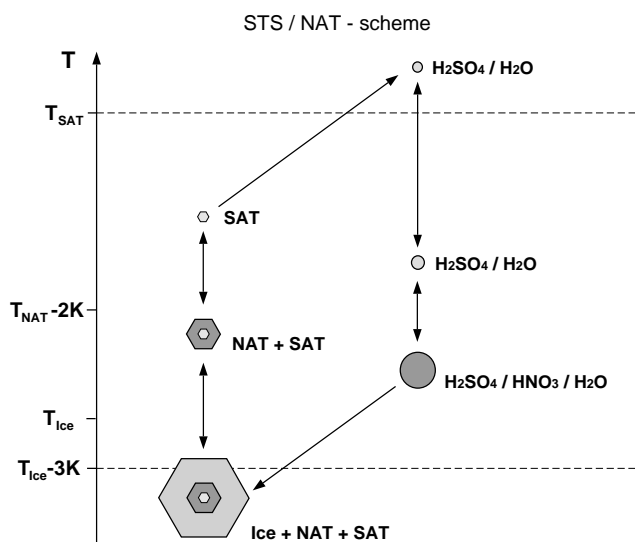 STS / NAT - scheme
T
H2SO4 / H2O
TSAT
SAT
H2SO4 / H2O
TNAT-2K
NAT + SAT
H2SO4 / HNO3 / H2O
TIce
TIce-3K
Ice + NAT + SAT